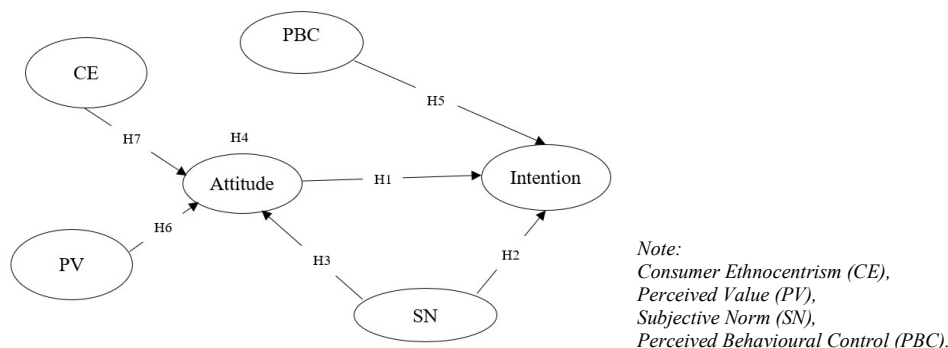 PBC
CE
H5
H7
H4
Attitude
H1
Intention
H6
PV
H3
H2
SN
Note:
Consumer Ethnocentrism (CE),
Perceived Value (PV),
Subjective Norm (SN),
Perceived Behavioural Control (PBC).